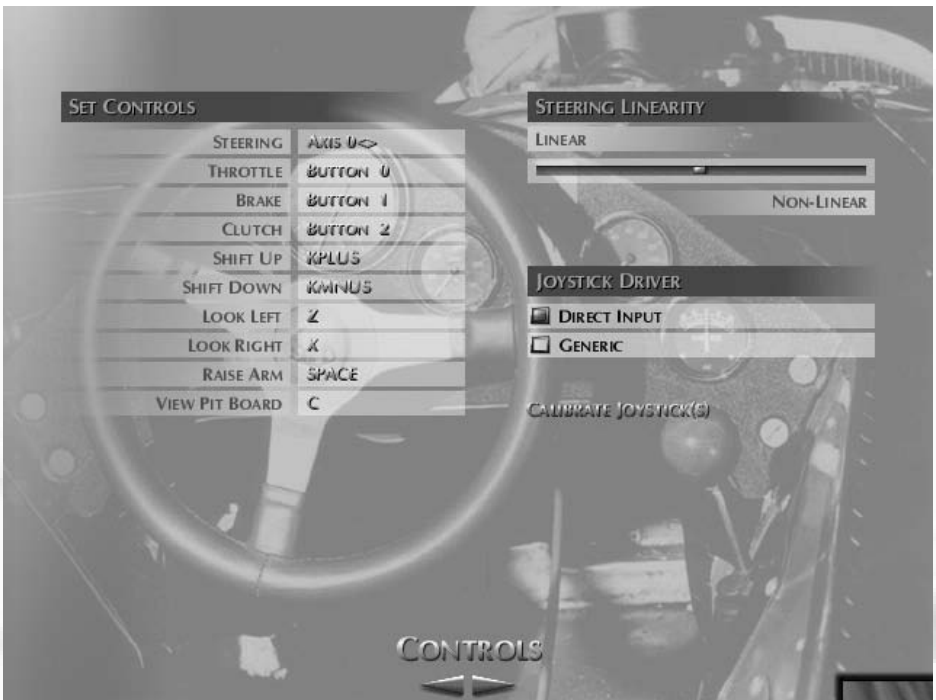 SET CONTROLS
STEERING AXIS 0<>
THROTTLE BUTTON 0
BRAKE BUTTON 1
CLUTCH BUTTON 2
SHIFT UP KPLUS
SHIFT DOWN KMINUS
LOOK LEFT Z
LOOK RIGHT X
RAISE ARM SPACE
VIEW PIT BOARD C
STEERING LINEARITY
LINEAR
NON-LINEAR
JOYSTICK DRIVER
DIRECT INPUT
GENERIC
CALIBRATE JOYSTICK(S)
CONTROLS